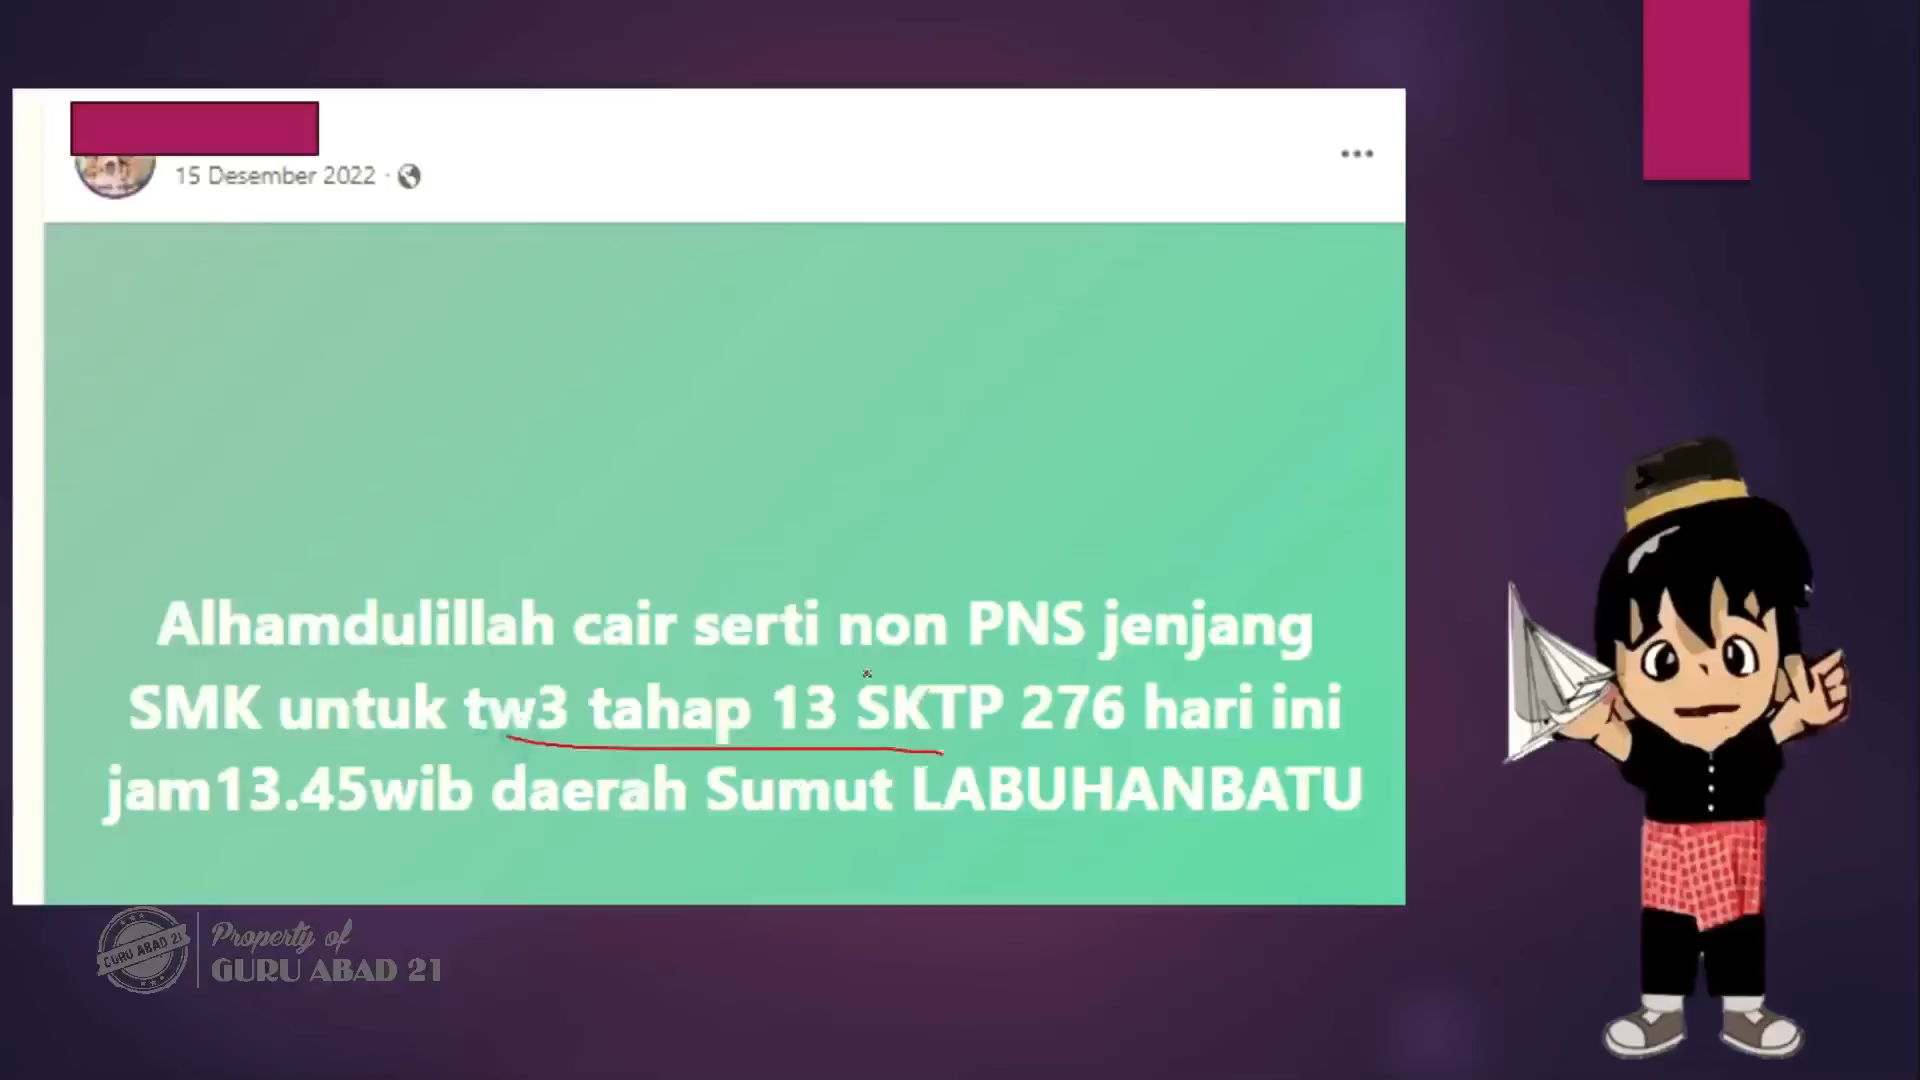 15 Desember 2022 ·
Alhamdulillah cair serti non PNS jenjang
SMK untuk tw3 tahap 13 SKTP 276 hari ini
jam13.45wib daerah Sumut LABUHANBATU
GURU ABAD 21
Property of
GURU ABAD 21